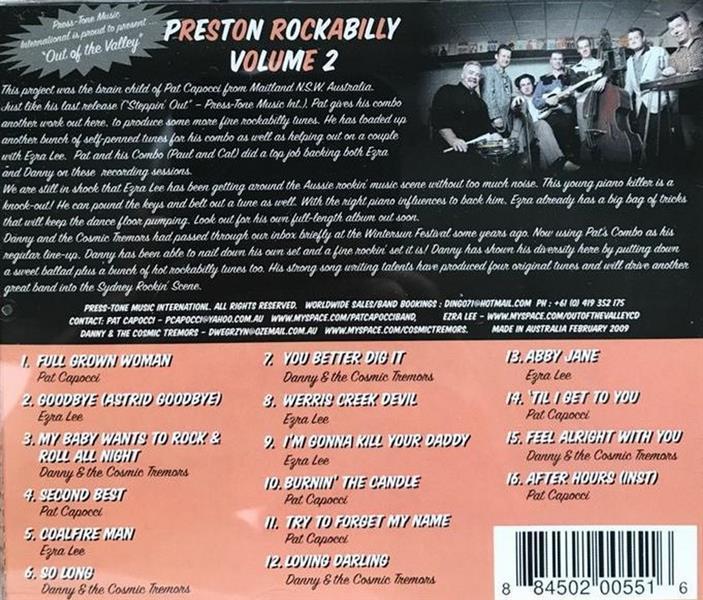 Press-Tone Music
International is proud to present....
"Out of the Valley"
PRESTON ROCKABILLY
VOLUME 2
This project was the brain child of Pat Capocci from Maitland N.S.W. Australia.
Just like his last release ("Steppin' Out" - Press-Tone Music Int.), Pat gives his combo
another work out here, to produce some more fine rockabilly tunes. He has loaded up
another bunch of self-penned tunes for his combo as well as helping out on a couple
with Ezra Lee. Pat and his Combo (Paul and Cal) did a top job backing both Ezra
and Danny on these recording sessions.
We are still in shock that Ezra Lee has been getting around the Aussie rockin' music scene without too much noise. This young piano killer is a
knock-out! He can pound the keys and belt out a tune as well. With the right piano influences to back him, Ezra already has a big bag of tricks
that will keep the dance floor pumping. Look out for his own full-length album out soon.
Danny and the Cosmic Tremors had passed through our inbox briefly at the Wintersun Festival some years ago. Now using Pat's Combo as his
regular line-up, Danny has been able to nail down his own set and a fine rockin' set it is! Danny has shown his diversity here by putting down
a sweet ballad plus a bunch of hot rockabilly tunes too. His strong song writing talents have produced four original tunes and will drive another
great band into the Sydney Rockin' Scene.
PRESS-TONE MUSIC INTERNATIONL. ALL RIGHTS RESERVED. WORLDWIDE SALES/BAND BOOKINGS : DINGO71@HOTMAIL.COM PH : +61 (0) 419 352 175
CONTACT: PAT CAPOCCI - PCAPOCCI@YAHOO.COM.AU WWW.MYSPACE.COM/PATCAPOCCIBAND, EZRA LEE - WWW.MYSPACE.COM/OUTOFTHEVALLEYCD
DANNY & THE COSMIC TREMORS - DWEGRZYN@OZEMAIL.COM.AU WWW.MYSPACE.COM/COSMICTREMORS. MADE IN AUSTRALIA FEBRUARY 2009
1. FULL GROWN WOMAN
Pat Capocci
2. GOODBYE (ASTRID GOODBYE)
Ezra Lee
3. MY BABY WANTS TO ROCK &
ROLL ALL NIGHT
Danny & the Cosmic Tremors
4. SECOND BEST
Pat Capocci
5. COALFIRE MAN
Ezra Lee
6. SO LONG
Danny & the Cosmic Tremors
7. YOU BETTER DIG IT
Danny & the Cosmic Tremors
8. WERRIS CREEK DEVIL
Ezra Lee
9. I'M GONNA KILL YOUR DADDY
Ezra Lee
10. BURNIN' THE CANDLE
Pat Capocci
11. TRY TO FORGET MY NAME
Pat Capocci
12. LOVING DARLING
Danny & the Cosmic Tremors
13. ABBY JANE
Ezra Lee
14. 'TIL I GET TO YOU
Pat Capocci
15. FEEL ALRIGHT WITH YOU
Danny & the Cosmic Tremors
16. AFTER HOURS (INST)
Pat Capocci
8 84502 00551 6